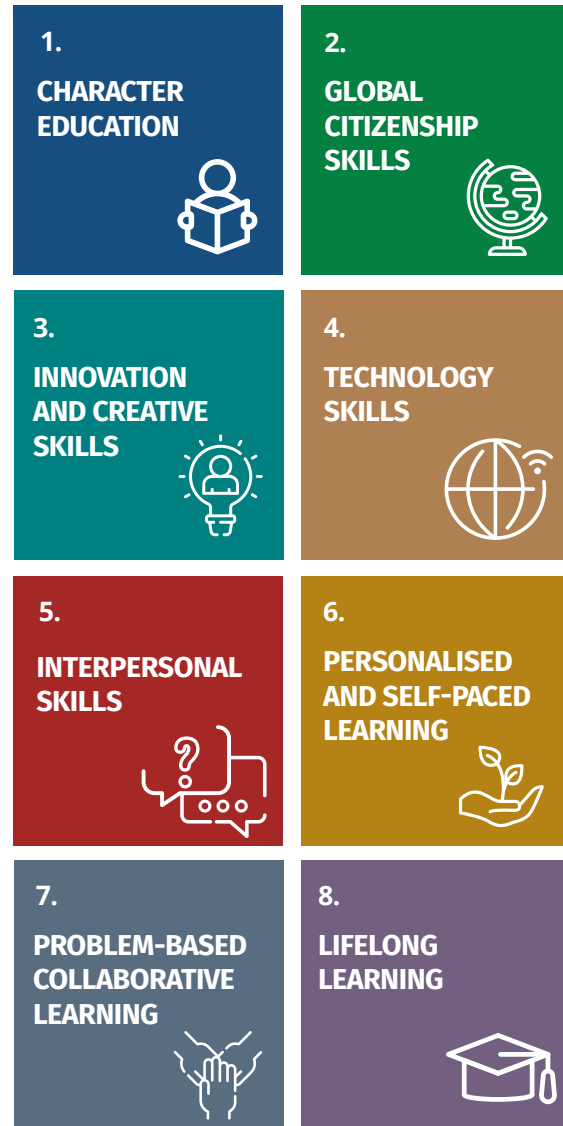 1.
CHARACTER
EDUCATION
2.
GLOBAL
CITIZENSHIP
SKILLS
3.
INNOVATION
AND CREATIVE
SKILLS
4.
TECHNOLOGY
SKILLS
5.
INTERPERSONAL
SKILLS
6.
PERSONALISED
AND SELF-PACED
LEARNING
7.
PROBLEM-BASED
COLLABORATIVE
LEARNING
8.
LIFELONG
LEARNING